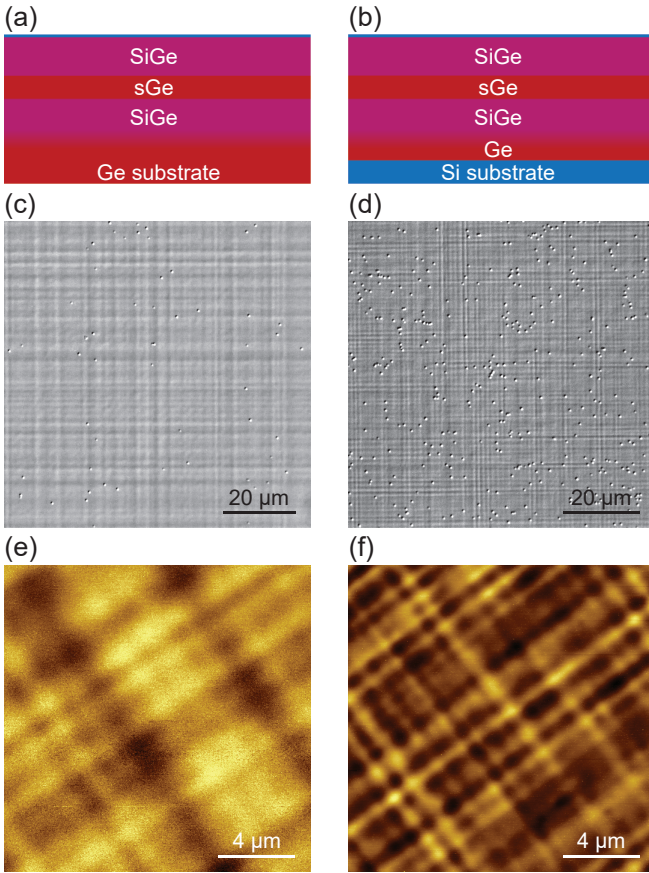 (a)
(b)
SiGe
SiGe
sGe
sGe
SiGe
SiGe
Ge
Ge substrate
Si substrate
(c)
(d)
20 μm
20 μm
(e)
(f)
4 μm
4 μm